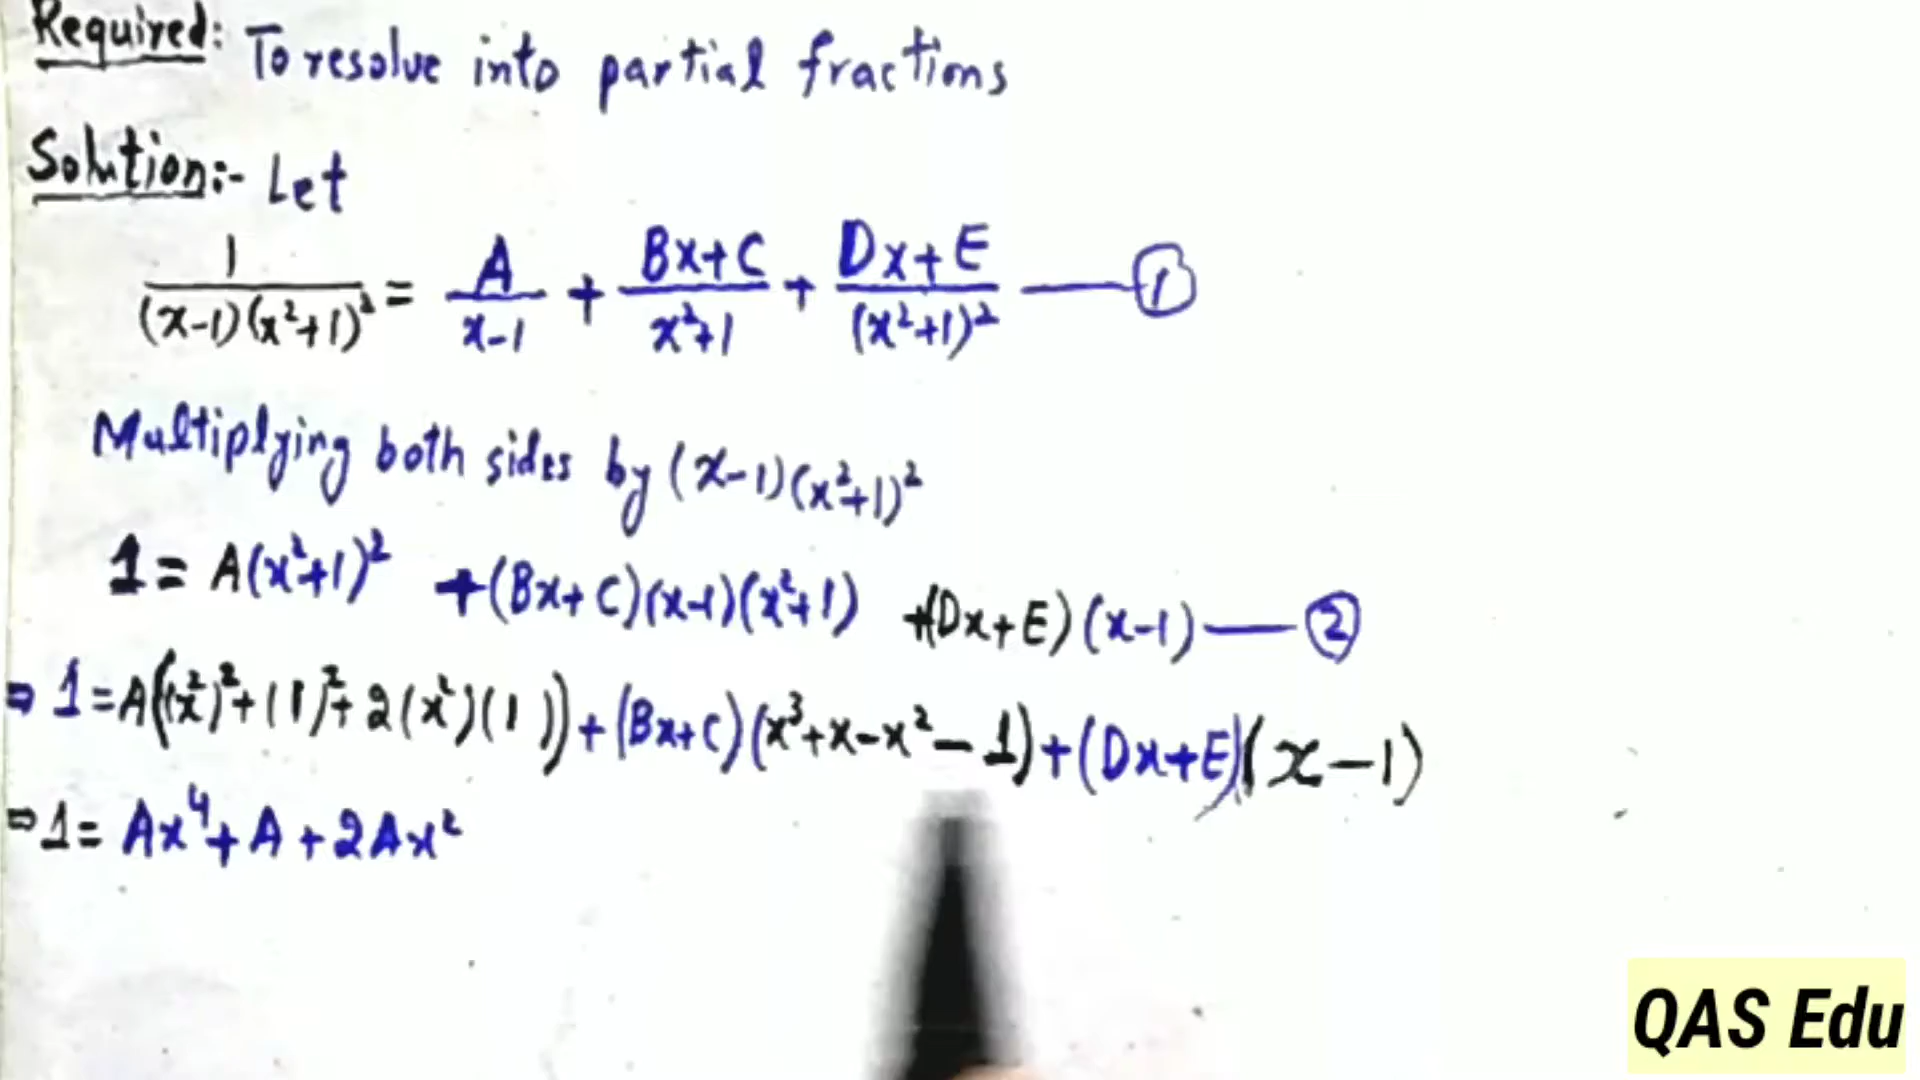 Required: To resolve into partial fractions
Solution:- Let
1/((x-1)(x²+1)²) = A/(x-1) + (Bx+C)/(x²+1) + (Dx+E)/(x²+1)² —— ①
Multiplying both sides by (x-1)(x²+1)²
1 = A(x²+1)² +(Bx+C)(x-1)(x²+1) +(Dx+E)(x-1) —— ②
⇒ 1=A((x²)²+(1)²+2(x²)(1))+(Bx+C)(x³+x-x²-1)+(Dx+E)(x-1)
⇒ 1= Ax⁴+A+2Ax²
QAS Edu